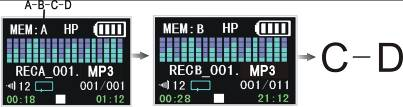 A-B-C-D
MEM:A HP
RECA_001. MP3
12 001/001
00:18 01:12
MEM:B HP
RECB_001. MP3
12 001/011
00:28 21:12
C – D